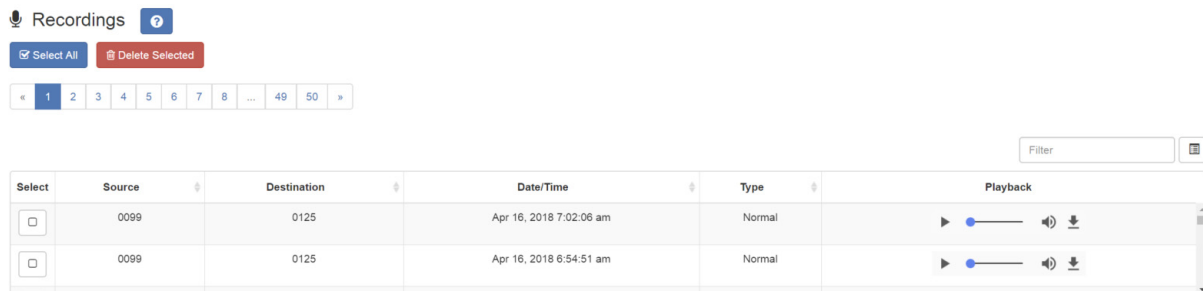 Recordings ?
Select All Delete Selected
« 1 2 3 4 5 6 7 8 ... 49 50 »
Filter
Select Source Destination Date/Time Type Playback
0099 0125 Apr 16, 2018 7:02:06 am Normal
0099 0125 Apr 16, 2018 6:54:51 am Normal